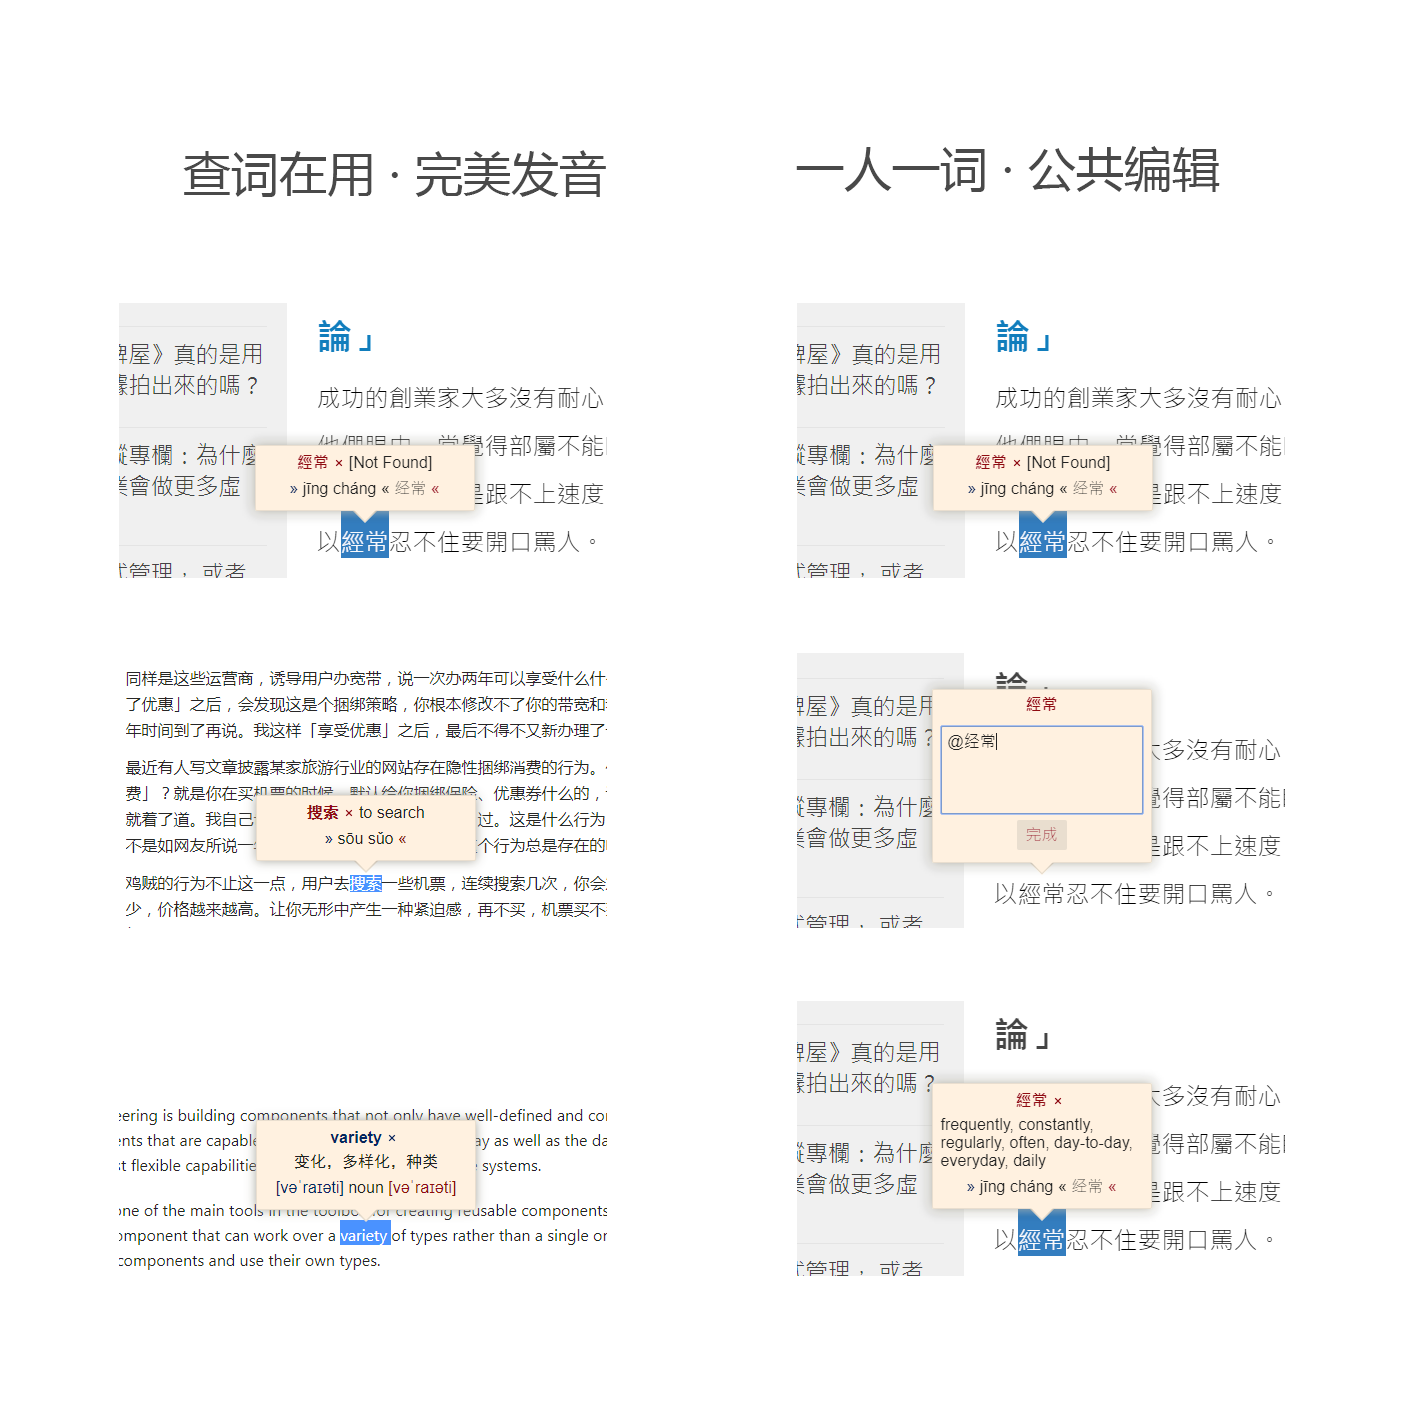 查词在用 · 完美发音
屋》真的是用
拍出來的嗎？
專欄：為什麼
會做更多虛
管理， 或者
論」
成功的創業家大多沒有耐心
覺得部屬不能
經常 × [Not Found]
» jīng cháng « 经常 «
是跟不上速度
以經常忍不住要開口罵人。
同样是这些运营商，诱导用户办宽带，说一次办两年可以享受什么什
了优惠」之后，会发现这是个捆绑策略，你根本修改不了你的带宽和
年时间到了再说。我这样「享受优惠」之后，最后不得不又新办理了
最近有人写文章披露某家旅游行业的网站存在隐性捆绑消费的行为。
费」？就是你在买机票的时候，默认给你捆绑保险、优惠券什么的，
就着了道。我自己
过。这是什么行为
不是如网友所说一
个行为总是存在的
搜索 × to search
» sōu sǔo «
鸡贼的行为不止这一点，用户去搜索一些机票，连续搜索几次，你会
少，价格越来越高。让你无形中产生一种紧迫感，再不买，机票买不
eering is building components that not only have well-defined and cor
ents that are capable
ay as well as the da
st flexible capabilitie
systems.
variety ×
变化，多样化，种类
[vəˈraɪəti] noun [vəˈraɪəti]
one of the main tools in the toolbox for creating reusable components
omponent that can work over a variety of types rather than a single or
components and use their own types.
一人一词 · 公共编辑
屋》真的是用
拍出來的嗎？
專欄：為什麼
會做更多虛
管理， 或者
論」
成功的創業家大多沒有耐心
覺得部屬不能
經常 × [Not Found]
» jīng cháng « 经常 «
是跟不上速度
以經常忍不住要開口罵人。
屋》真的是用
拍出來的嗎？
專欄：為什麼
會做更多虛
經常
@经常
完成
大多沒有耐心
覺得部屬不能
是跟不上速度
以經常忍不住要開口罵人。
屋》真的是用
拍出來的嗎？
專欄：為什麼
會做更多虛
管理， 或者
論」
大多沒有耐心
覺得部屬不能
經常 ×
frequently, constantly,
regularly, often, day-to-day,
everyday, daily
» jīng cháng « 经常 «
是跟不上速度
以經常忍不住要開口罵人。